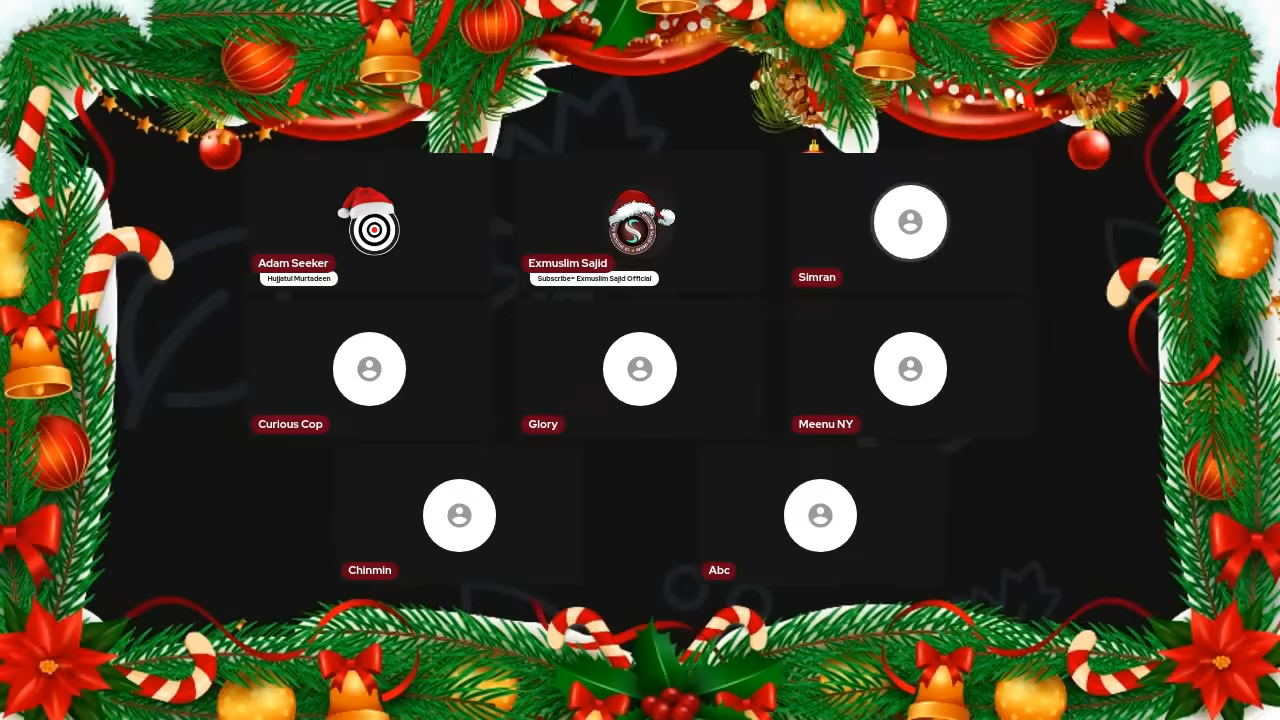 Adam Seeker
Hujjatul Murtadeen
Exmuslim Sajid
Subscribe= Exmuslim Sajid Official
Simran
Curious Cop
Glory
Meenu NY
Chinmin
Abc